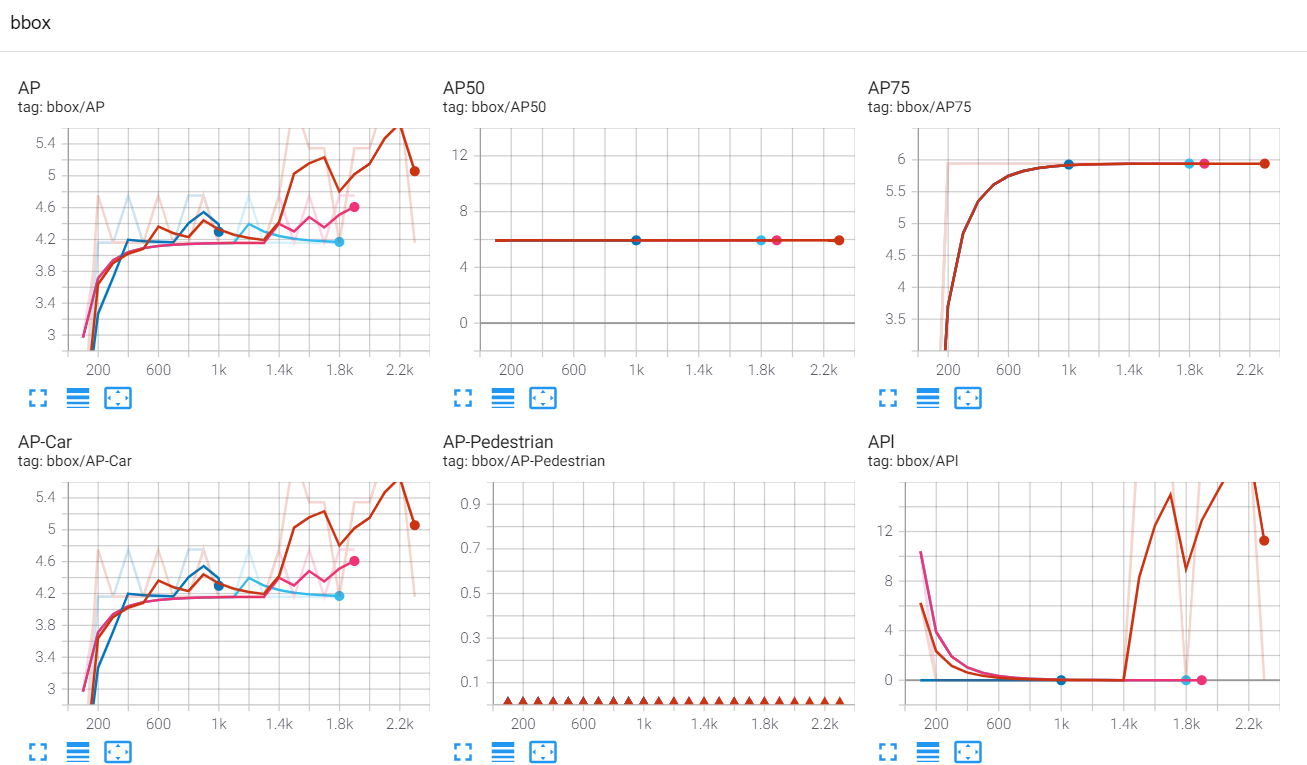 bbox
AP
tag: bbox/AP
5.4
5
4.6
4.2
3.8
3.4
3
200 600 1k 1.4k 1.8k 2.2k
AP50
tag: bbox/AP50
12
8
4
0
200 600 1k 1.4k 1.8k 2.2k
AP75
tag: bbox/AP75
6
5.5
5
4.5
4
3.5
200 600 1k 1.4k 1.8k 2.2k
AP-Car
tag: bbox/AP-Car
5.4
5
4.6
4.2
3.8
3.4
3
200 600 1k 1.4k 1.8k 2.2k
AP-Pedestrian
tag: bbox/AP-Pedestrian
0.9
0.7
0.5
0.3
0.1
200 600 1k 1.4k 1.8k 2.2k
APl
tag: bbox/APl
12
8
4
0
200 600 1k 1.4k 1.8k 2.2k